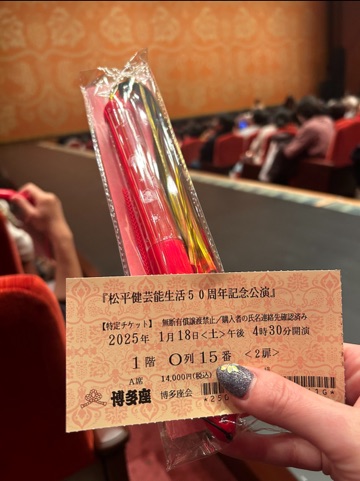 『松平健芸能生活50周年記念公演』
【特定チケット】 無断有償譲渡禁止／購入者の氏名連絡先確認済み
2025年 1月18日<土>午後 4時30分開演
1階 O列15番 <2扉>
A席 14,000円(税込)
博多座 博多座会